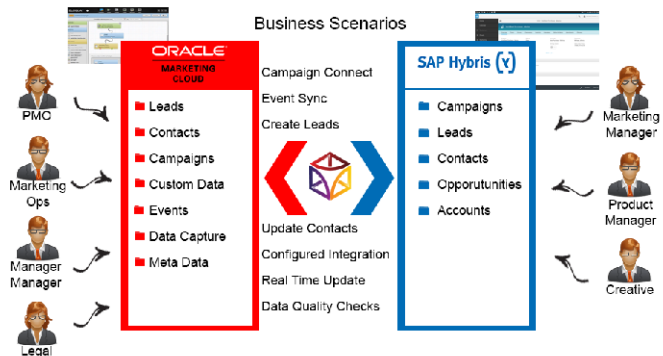 Business Scenarios
ORACLE
MARKETING
CLOUD
Leads
Contacts
Campaigns
Custom Data
Events
Data Capture
Meta Data
Campaign Connect
Event Sync
Create Leads
Update Contacts
Configured Integration
Real Time Update
Data Quality Checks
SAP Hybris (Y)
Campaigns
Leads
Contacts
Opporutunities
Accounts
PMO
Marketing
Ops
Manager
Manager
Legal
Marketing
Manager
Product
Manager
Creative